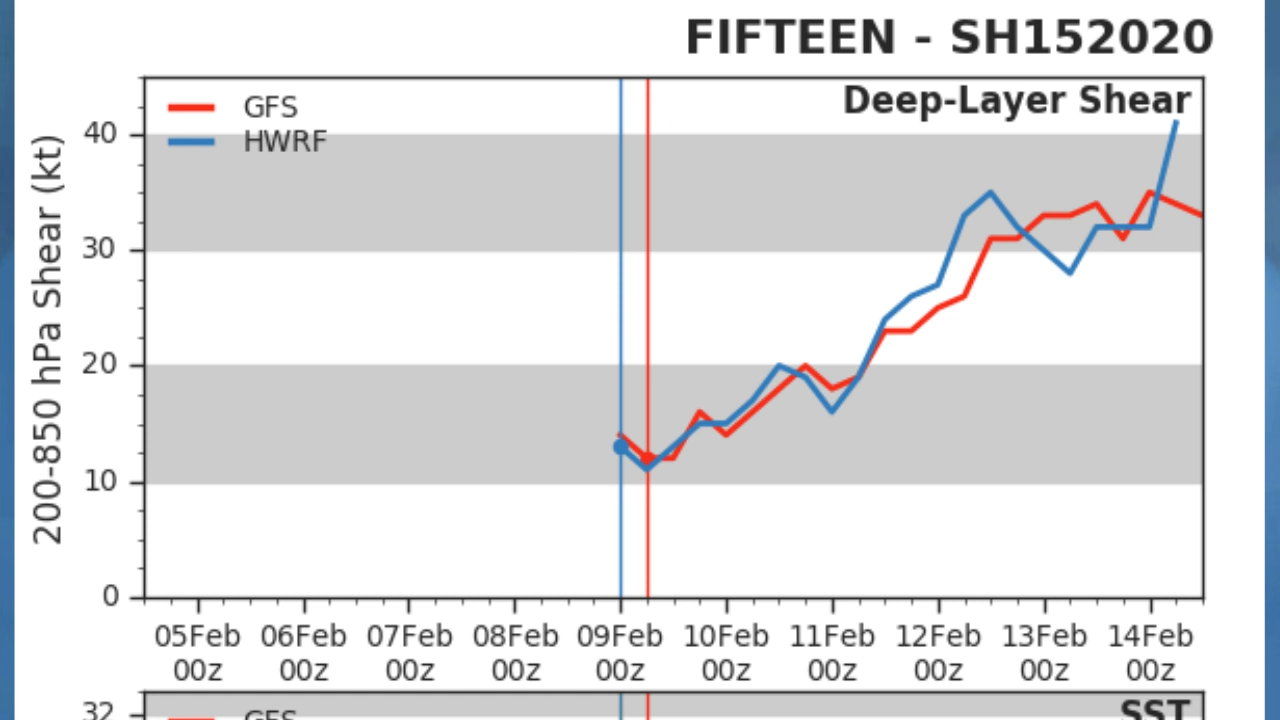 FIFTEEN - SH152020
Deep-Layer Shear
GFS
HWRF
200-850 hPa Shear (kt)
40
30
20
10
0
05Feb 06Feb 07Feb 08Feb 09Feb 10Feb 11Feb 12Feb 13Feb 14Feb
00z 00z 00z 00z 00z 00z 00z 00z 00z 00z
32
GFS
SST